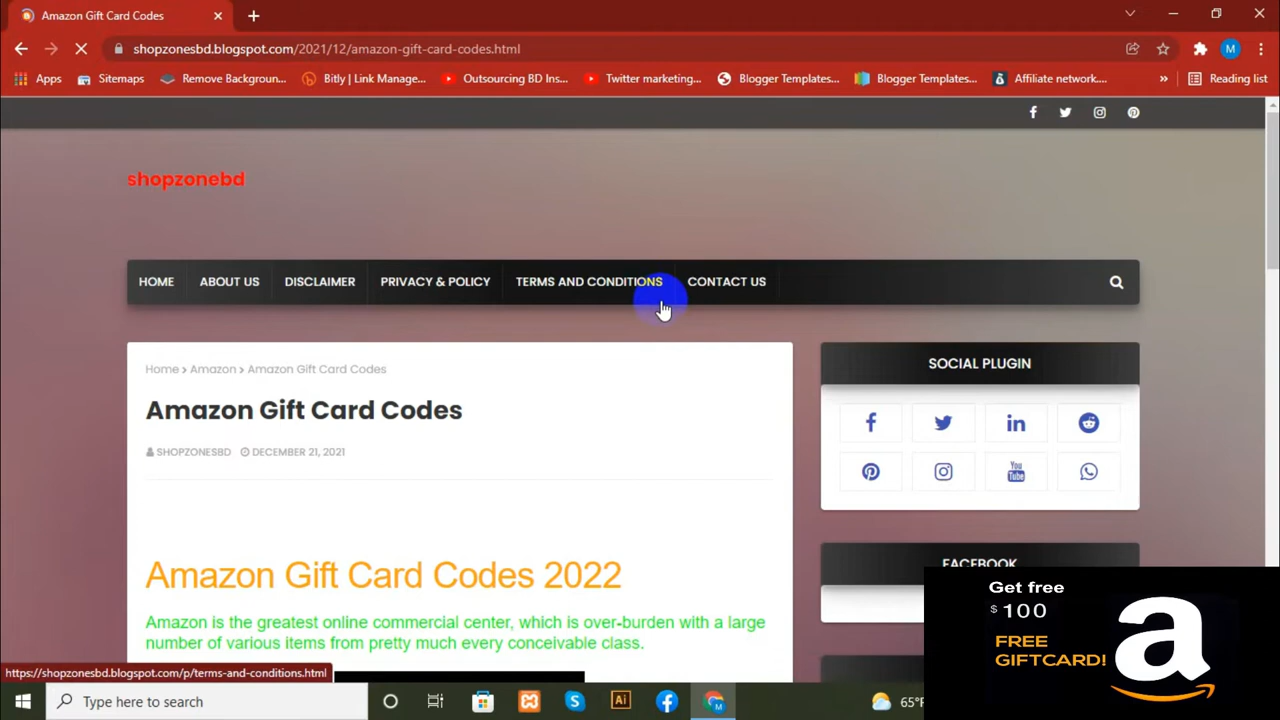 Amazon Gift Card Codes
shopzonesbd.blogspot.com/2021/12/amazon-gift-card-codes.html
M
Apps
Sitemaps
Remove Backgroun...
Bitly | Link Manage...
Outsourcing BD Ins...
Twitter marketing...
Blogger Templates...
Blogger Templates...
Affiliate network....
»
Reading list
shopzonebd
HOME
ABOUT US
DISCLAIMER
PRIVACY & POLICY
TERMS AND CONDITIONS
CONTACT US
Home > Amazon > Amazon Gift Card Codes
Amazon Gift Card Codes
SHOPZONESBD DECEMBER 21, 2021
Amazon Gift Card Codes 2022
Amazon is the greatest online commercial center, which is over-burden with a large
number of various items from pretty much every conceivable class.
SOCIAL PLUGIN
You
Tube
FACEBOOK
Get free
$100
FREE
GIFTCARD!
a
https://shopzonesbd.blogspot.com/p/terms-and-conditions.html
Type here to search
Ai
M
65°F